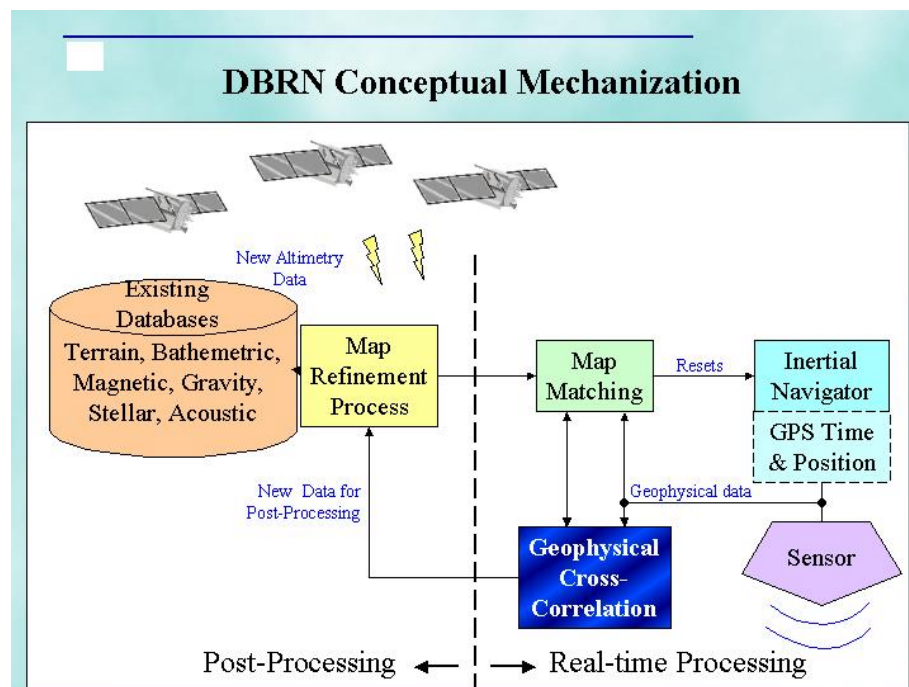 DBRN Conceptual Mechanization
New Altimetry
Data
Existing
Databases
Terrain, Bathemetric,
Magnetic, Gravity,
Stellar, Acoustic
Map
Refinement
Process
Map
Matching
Resets
Inertial
Navigator
GPS Time
& Position
New Data for
Post-Processing
Geophysical data
Geophysical
Cross-
Correlation
Sensor
Post-Processing
Real-time Processing